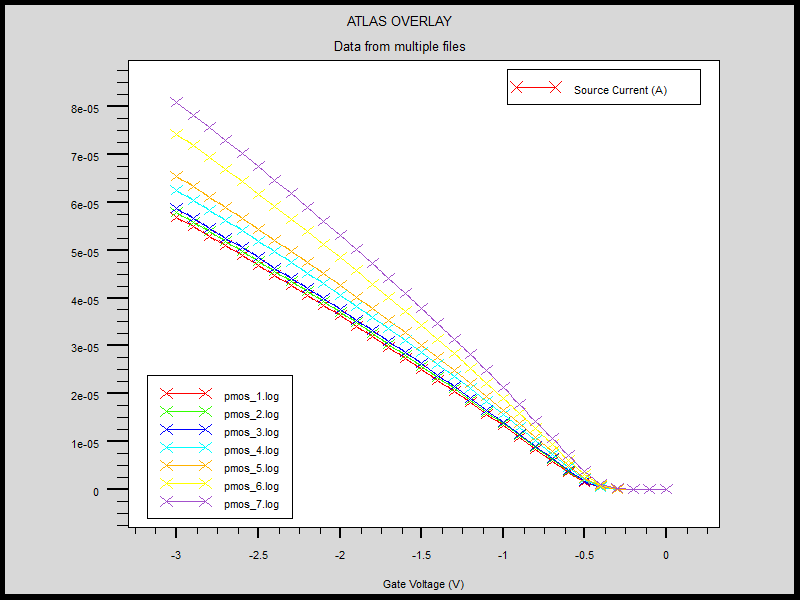 ATLAS OVERLAY
Data from multiple files
Source Current (A)
8e-05
7e-05
6e-05
5e-05
4e-05
3e-05
2e-05
1e-05
0
pmos_1.log
pmos_2.log
pmos_3.log
pmos_4.log
pmos_5.log
pmos_6.log
pmos_7.log
-3 -2.5 -2 -1.5 -1 -0.5 0
Gate Voltage (V)